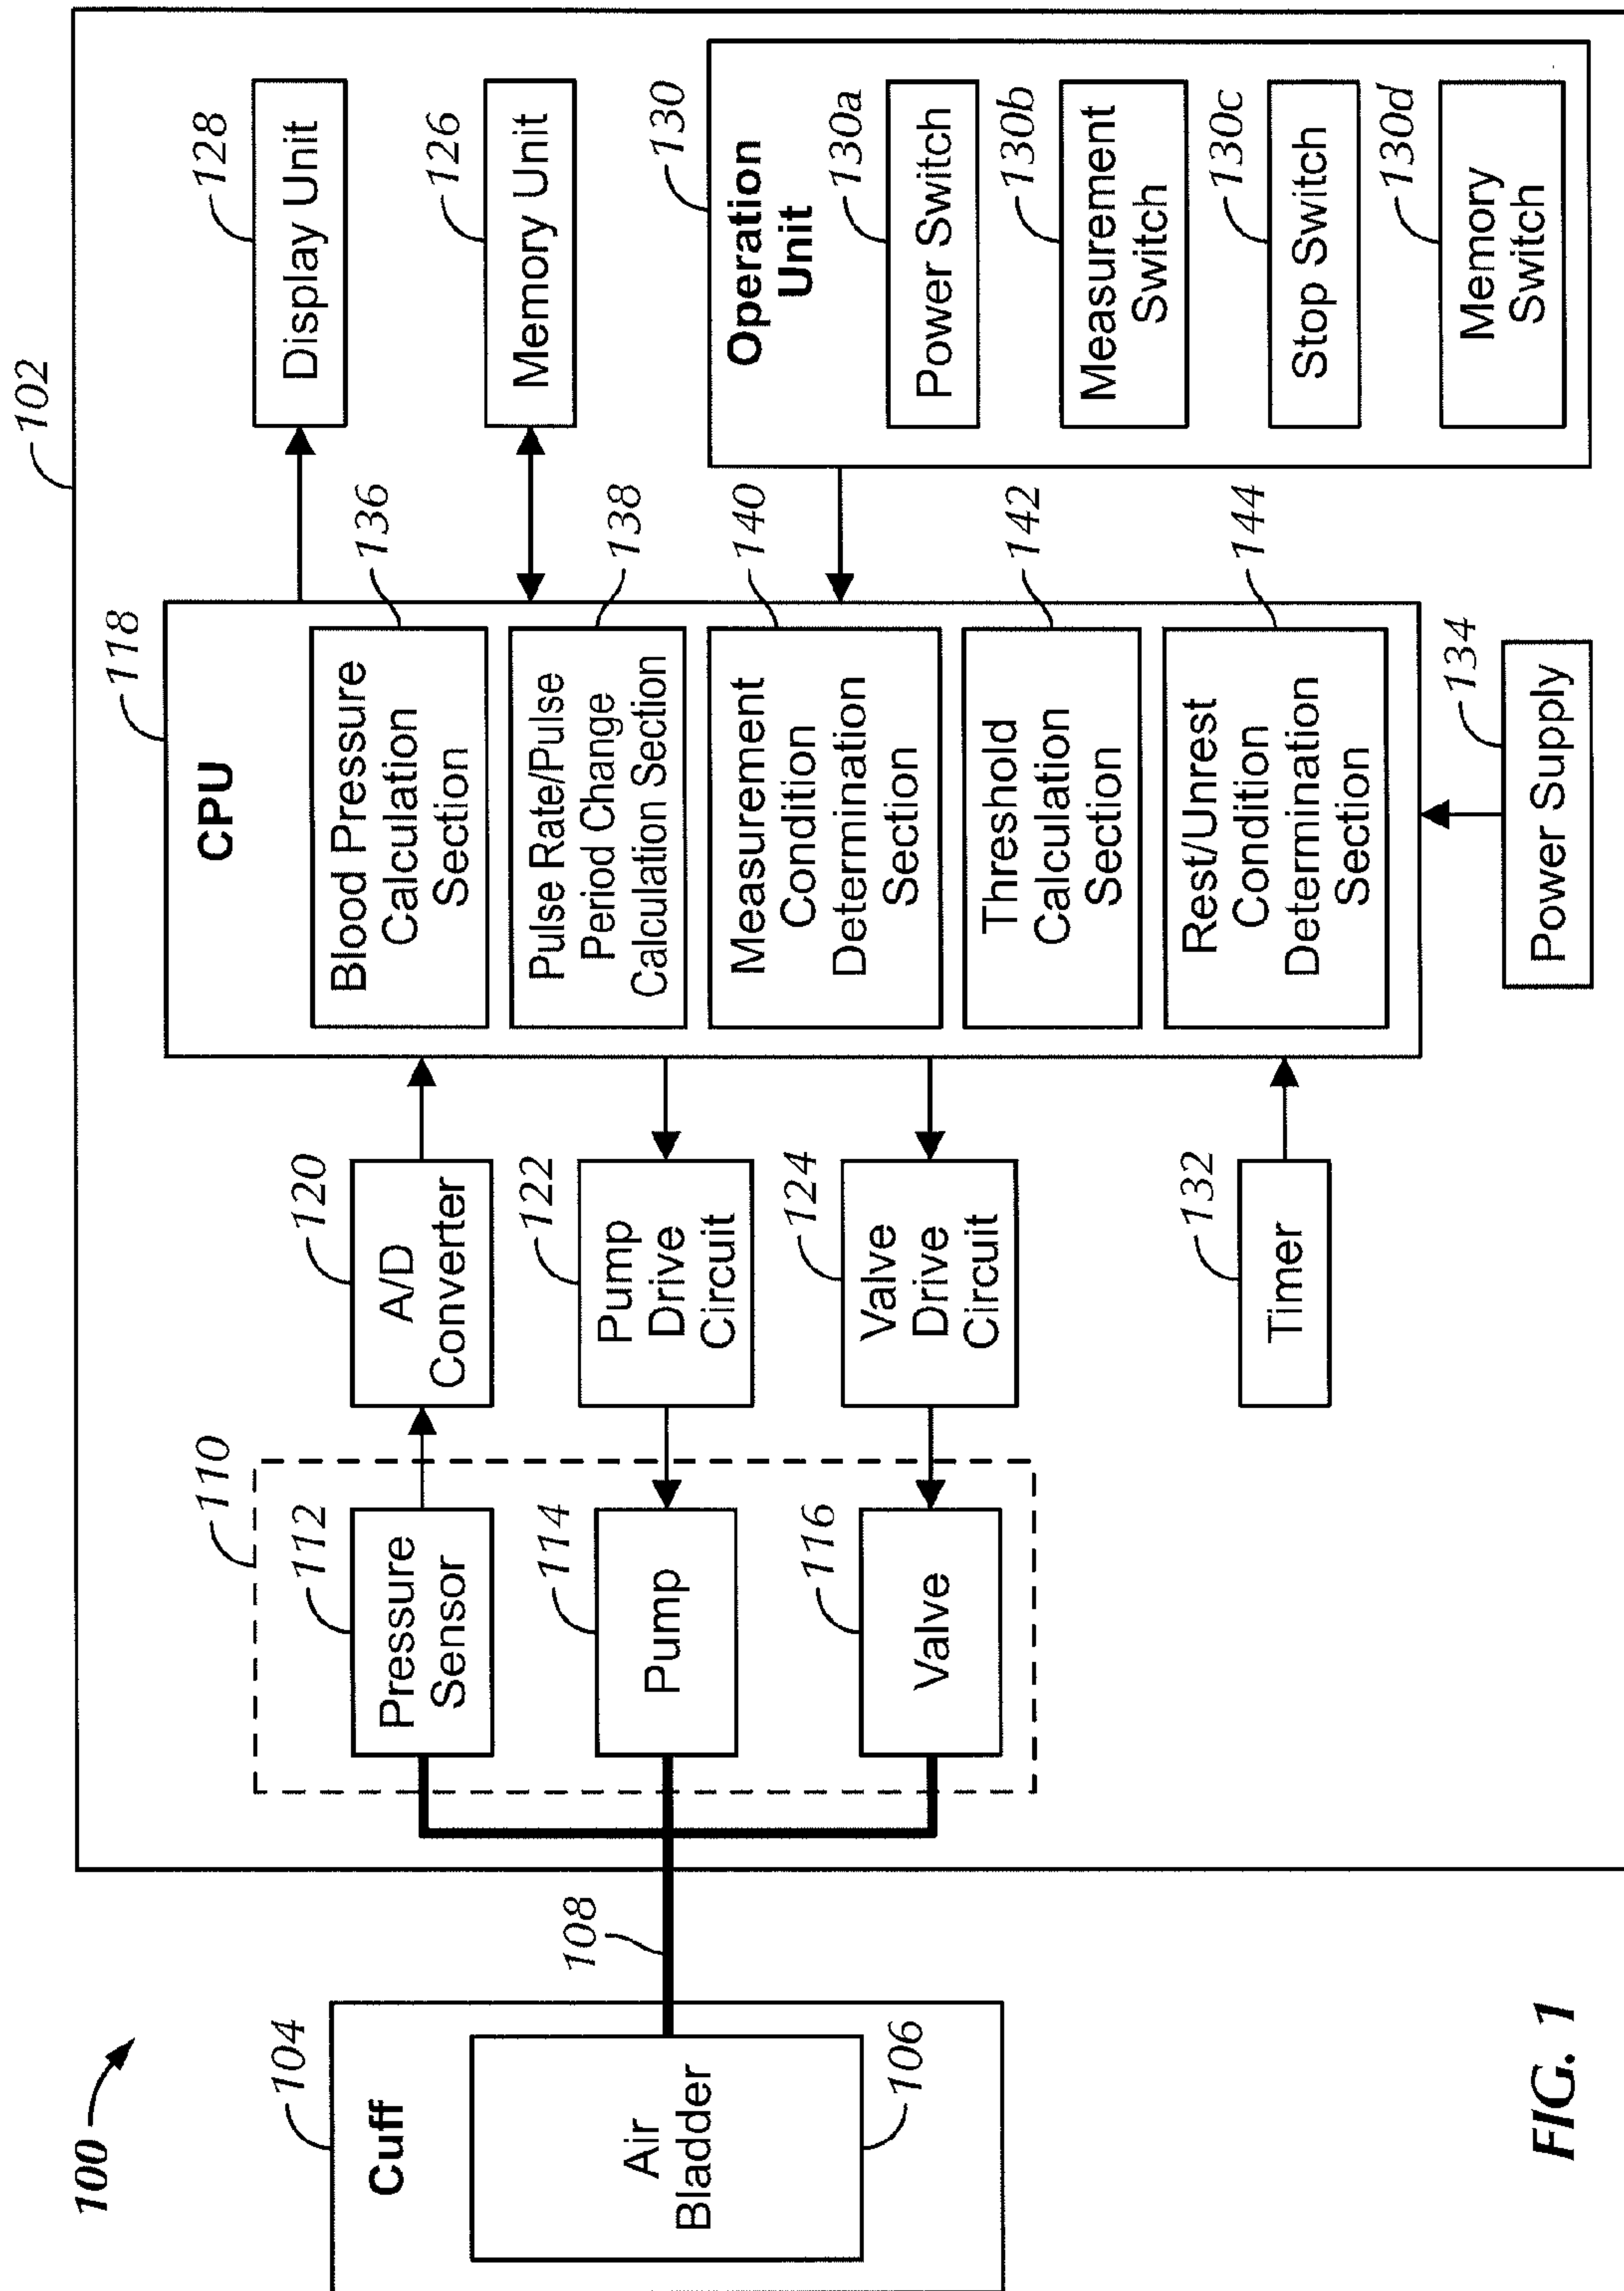 100
102
104
Cuff
Air
Bladder
106
108
110
112
Pressure
Sensor
114
Pump
116
Valve
120
A/D
Converter
122
Pump
Drive
Circuit
124
Valve
Drive
Circuit
132
Timer
118
CPU
Blood Pressure
Calculation
Section
136
Pulse Rate/Pulse
Period Change
Calculation Section
138
Measurement
Condition
Determination
Section
140
Threshold
Calculation
Section
142
Rest/Unrest
Condition
Determination
Section
144
134
Power Supply
128
Display Unit
126
Memory Unit
130
Operation
Unit
130a
Power Switch
130b
Measurement
Switch
130c
Stop Switch
130d
Memory
Switch
FIG. 1